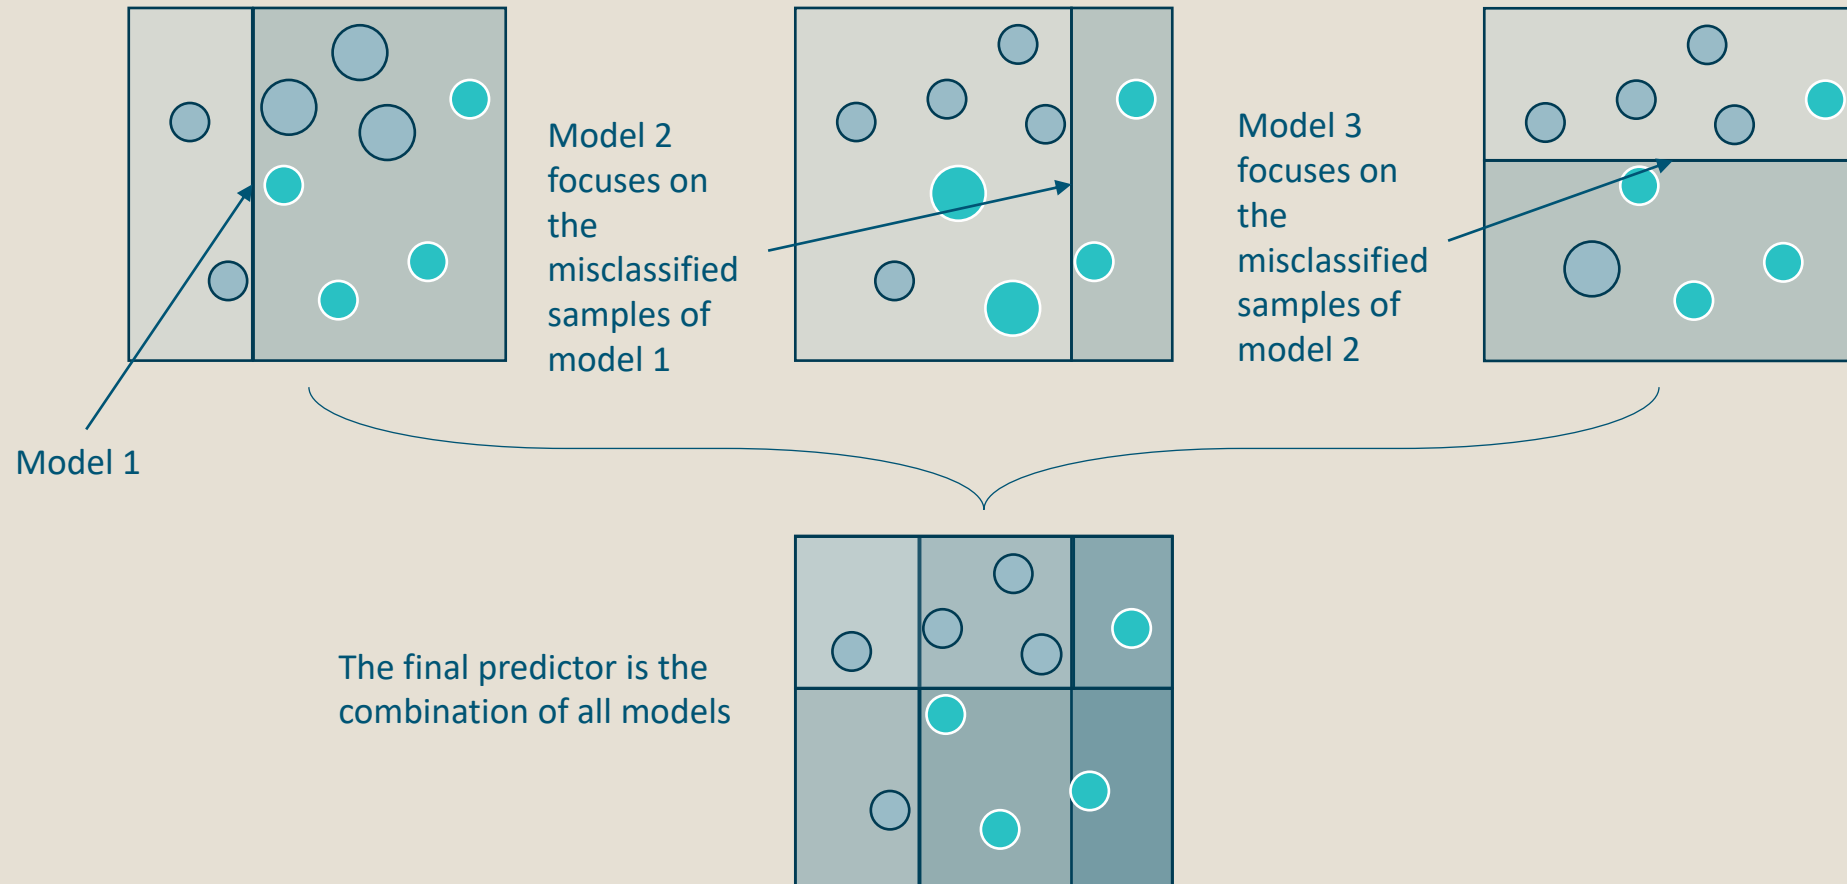 Model 2
focuses on
the
misclassified
samples of
model 1
Model 3
focuses on
the
misclassified
samples of
model 2
Model 1
The final predictor is the
combination of all models